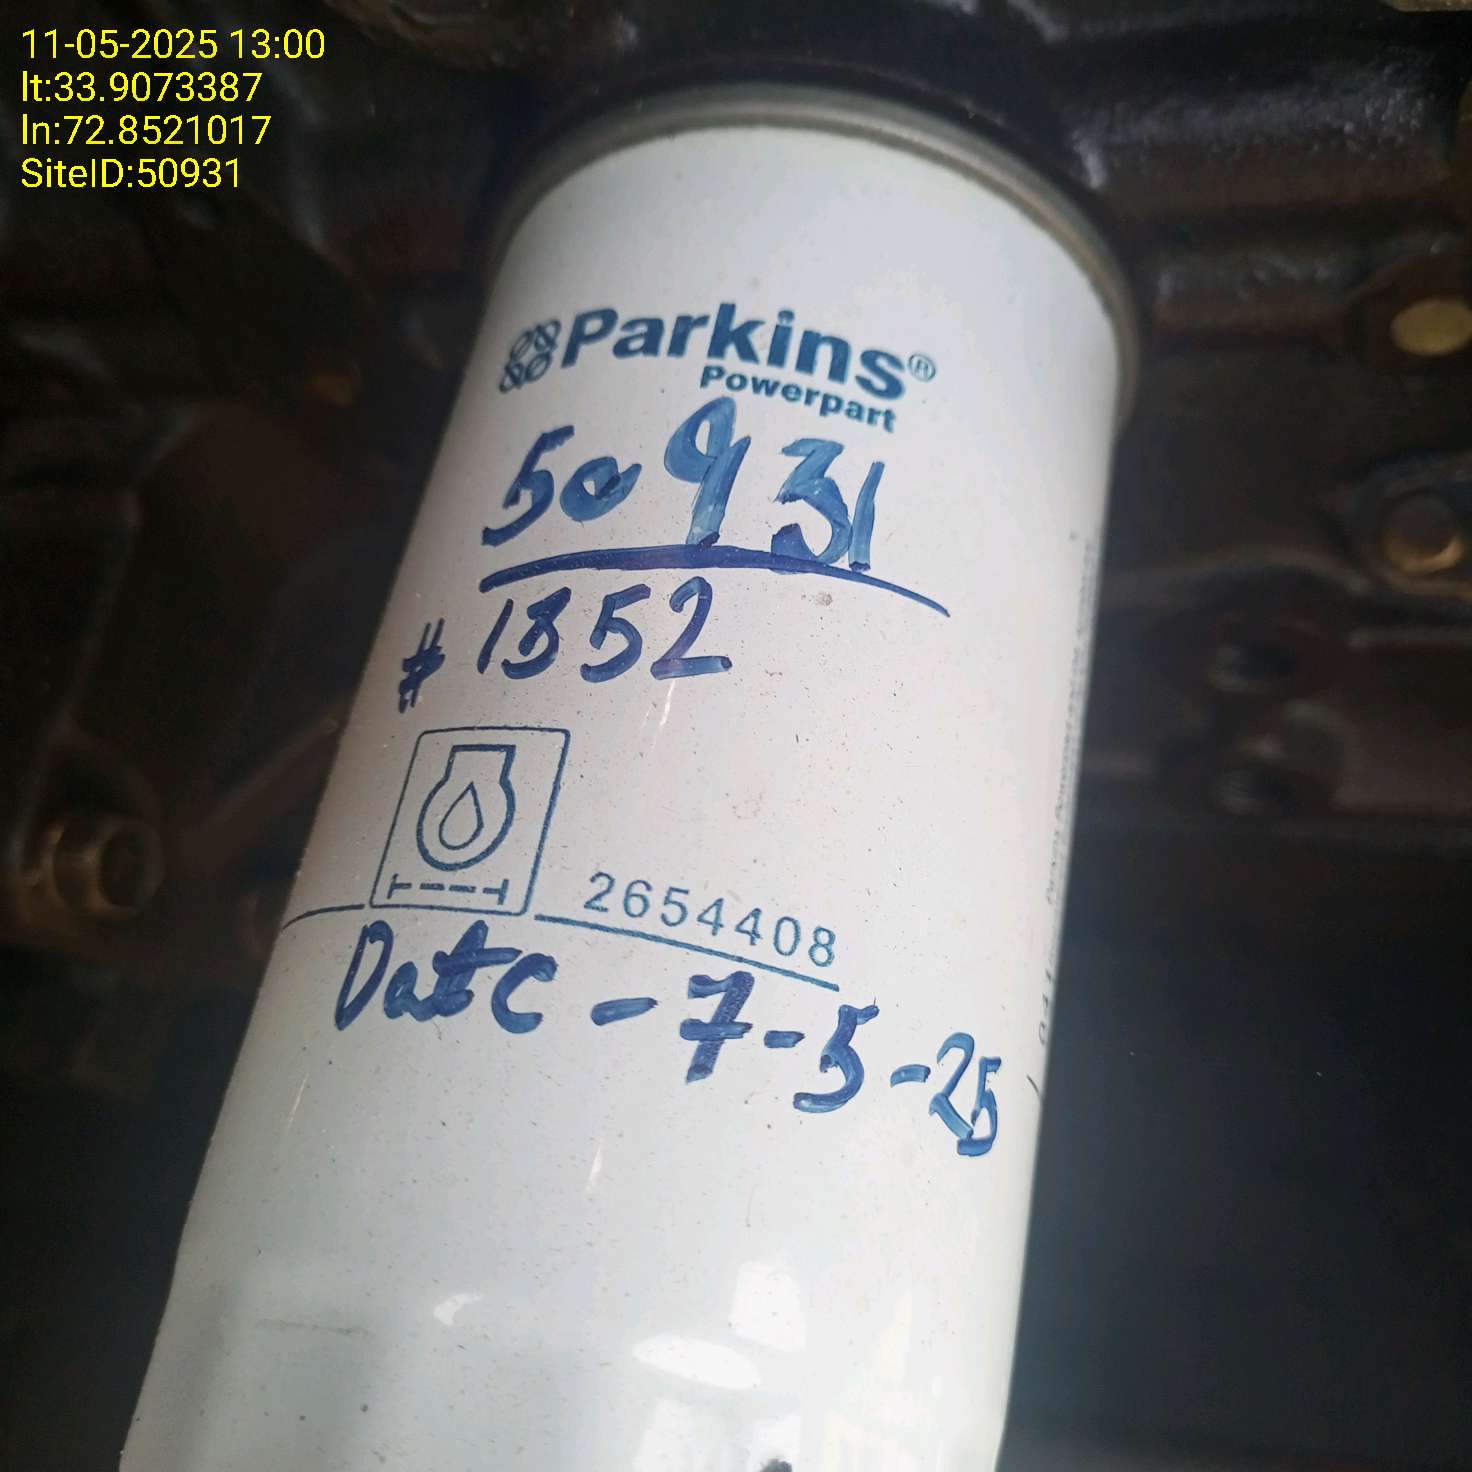 11-05-2025 13:00
lt:33.9073387
ln:72.8521017
SiteID:50931
Parkins®
Powerpart
50931
# 1352
2654408
Date - 7-5-25